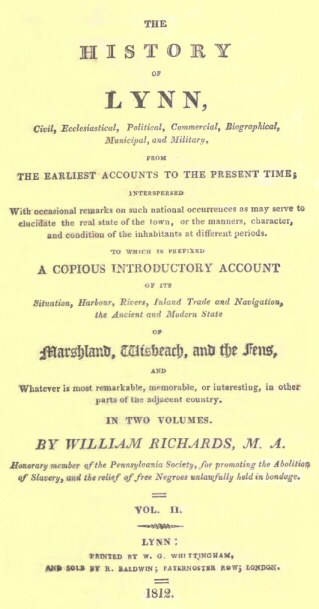 THE
HISTORY
OF
LYNN,
Civil, Ecclesiastical, Political, Commercial, Biographical,
Municipal, and Military,
FROM
THE EARLIEST ACCOUNTS TO THE PRESENT TIME;
INTERSPERSED
With occasional remarks on such national occurrences as may serve to
elucidate the real state of the town, or the manners, character,
and condition of the inhabitants at different periods.
TO WHICH IS PREFIXED
A COPIOUS INTRODUCTORY ACCOUNT
OF ITS
Situation, Harbour, Rivers, Inland Trade and Navigation,
the Ancient and Modern State
OF
Marshland, Wisbeach, and the Fens,
AND
Whatever is most remarkable, memorable, or interesting, in other
parts of the adjacent country.
IN TWO VOLUMES.
BY WILLIAM RICHARDS, M. A.
Honorary member of the Pennsylvania Society, for promoting the Abolition
of Slavery, and the relief of free Negroes unlawfully held in bondage.
VOL. II.
LYNN:
PRINTED BY W. G. WHITTINGHAM,
AND SOLD BY R. BALDWIN; PATERNOSTER ROW; LONDON.
1812.